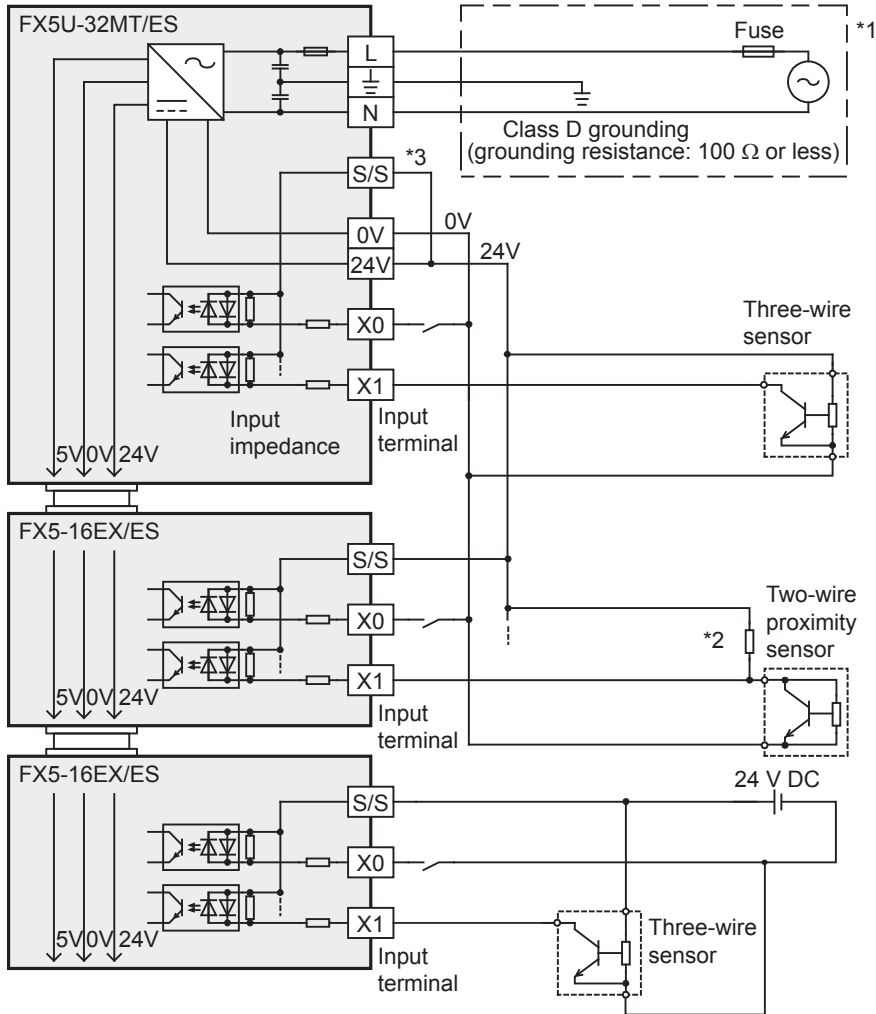 FX5U-32MT/ES
L
N
Fuse
*1
Class D grounding
(grounding resistance: 100 Ω or less)
*3
S/S
0V
0V
24V
24V
X0
X1
Three-wire
sensor
Input
impedance
Input
terminal
5V 0V 24V
FX5-16EX/ES
S/S
X0
X1
*2
Two-wire
proximity
sensor
5V 0V 24V
Input
terminal
FX5-16EX/ES
24 V DC
S/S
X0
X1
Three-wire
sensor
5V 0V 24V
Input
terminal